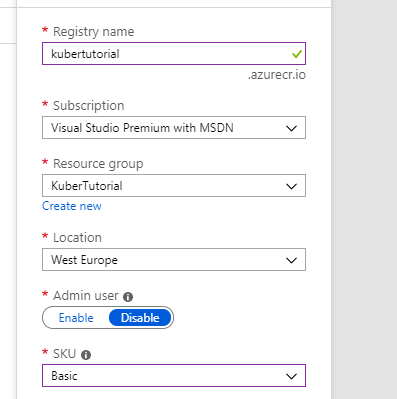 * Registry name
kubertutorial
.azurecr.io
* Subscription
Visual Studio Premium with MSDN
* Resource group
KuberTutorial
Create new
* Location
West Europe
* Admin user
Enable Disable
* SKU
Basic